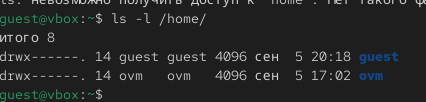 ls: невозможно получить доступ к 'home': Нет такого фа
guest@vbox:~$ ls -l /home/
итого 8
drwx------. 14 guest guest 4096 сен  5 20:18 guest
drwx------. 14 ovm   ovm   4096 сен  5 17:02 ovm
guest@vbox:~$